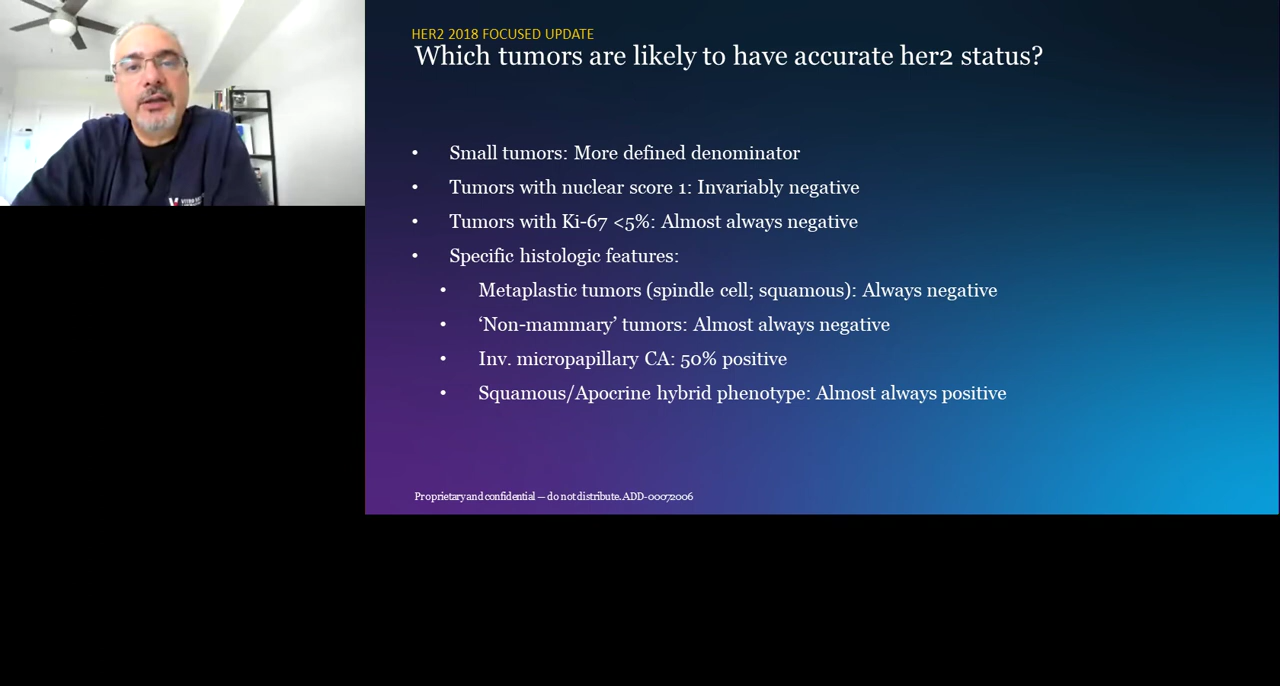 HER2 2018 FOCUSED UPDATE
Which tumors are likely to have accurate her2 status?
• Small tumors: More defined denominator
• Tumors with nuclear score 1: Invariably negative
• Tumors with Ki-67 <5%: Almost always negative
• Specific histologic features:
• Metaplastic tumors (spindle cell; squamous): Always negative
• ‘Non-mammary’ tumors: Almost always negative
• Inv. micropapillary CA: 50% positive
• Squamous/Apocrine hybrid phenotype: Almost always positive
Proprietary and confidential — do not distribute. ADD-00072006